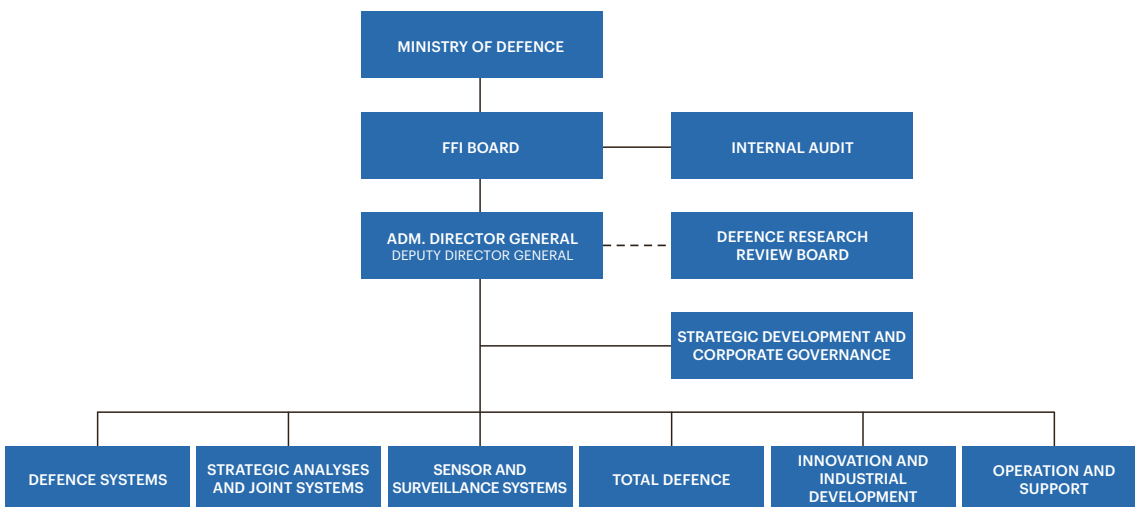 MINISTRY OF DEFENCE
FFI BOARD
INTERNAL AUDIT
ADM. DIRECTOR GENERAL
DEPUTY DIRECTOR GENERAL
DEFENCE RESEARCH
REVIEW BOARD
STRATEGIC DEVELOPMENT AND
CORPORATE GOVERNANCE
DEFENCE SYSTEMS
STRATEGIC ANALYSES
AND JOINT SYSTEMS
SENSOR AND
SURVEILLANCE SYSTEMS
TOTAL DEFENCE
INNOVATION AND
INDUSTRIAL
DEVELOPMENT
OPERATION AND
SUPPORT